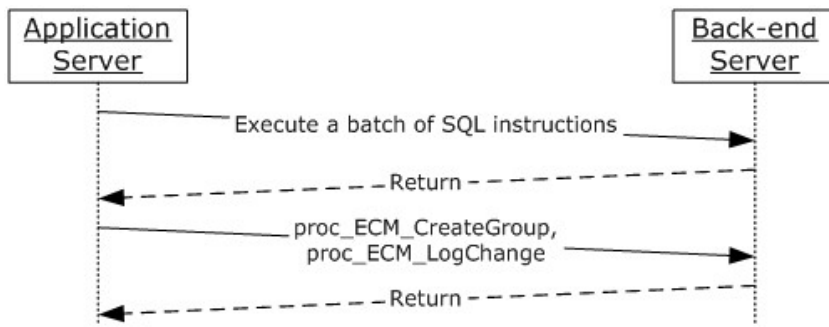 Application
Server
Back-end
Server
Execute a batch of SQL instructions
Return
proc_ECM_CreateGroup,
proc_ECM_LogChange
Return